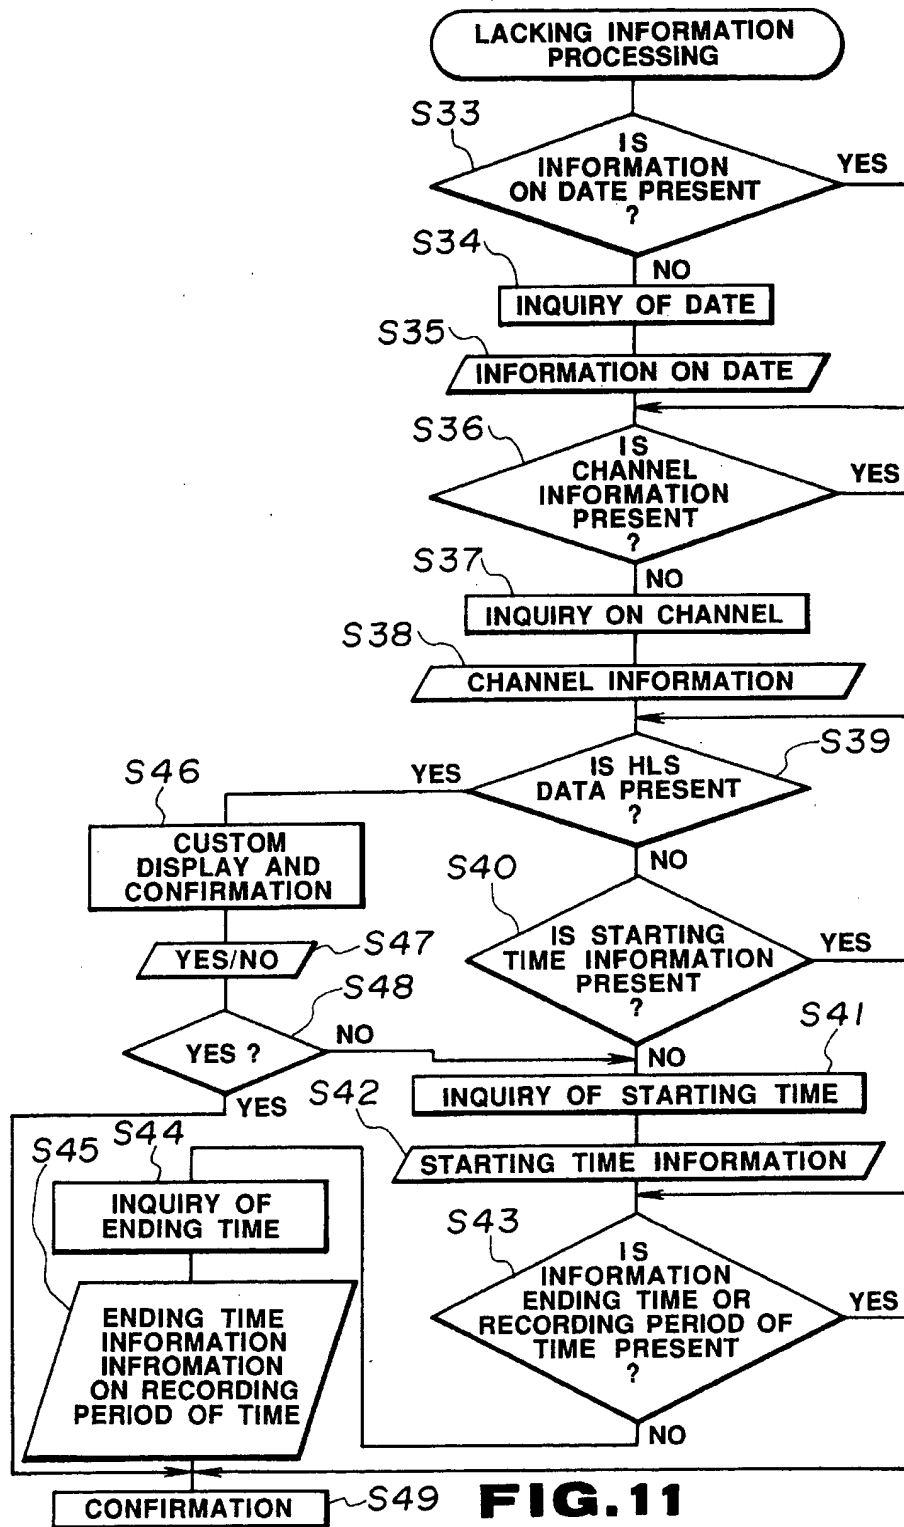 LACKING INFORMATION
PROCESSING
S33
IS
INFORMATION
ON DATE PRESENT
?
YES
S34
NO
INQUIRY OF DATE
S35
INFORMATION ON DATE
S36
IS
CHANNEL
INFORMATION
PRESENT
?
YES
S37
NO
INQUIRY ON CHANNEL
S38
CHANNEL INFORMATION
S39
IS HLS
DATA PRESENT
?
YES
NO
S46
CUSTOM
DISPLAY AND
CONFIRMATION
S40
IS STARTING
TIME INFORMATION
PRESENT
?
YES
NO
YES/NO
S47
S48
YES ?
NO
YES
S41
INQUIRY OF STARTING TIME
S42
STARTING TIME INFORMATION
S43
IS
INFORMATION
ENDING TIME OR
RECORDING PERIOD OF
TIME PRESENT
?
YES
NO
S44
INQUIRY OF
ENDING TIME
S45
ENDING TIME
INFORMATION
INFROMATION
ON RECORDING
PERIOD OF TIME
CONFIRMATION
S49
FIG.11